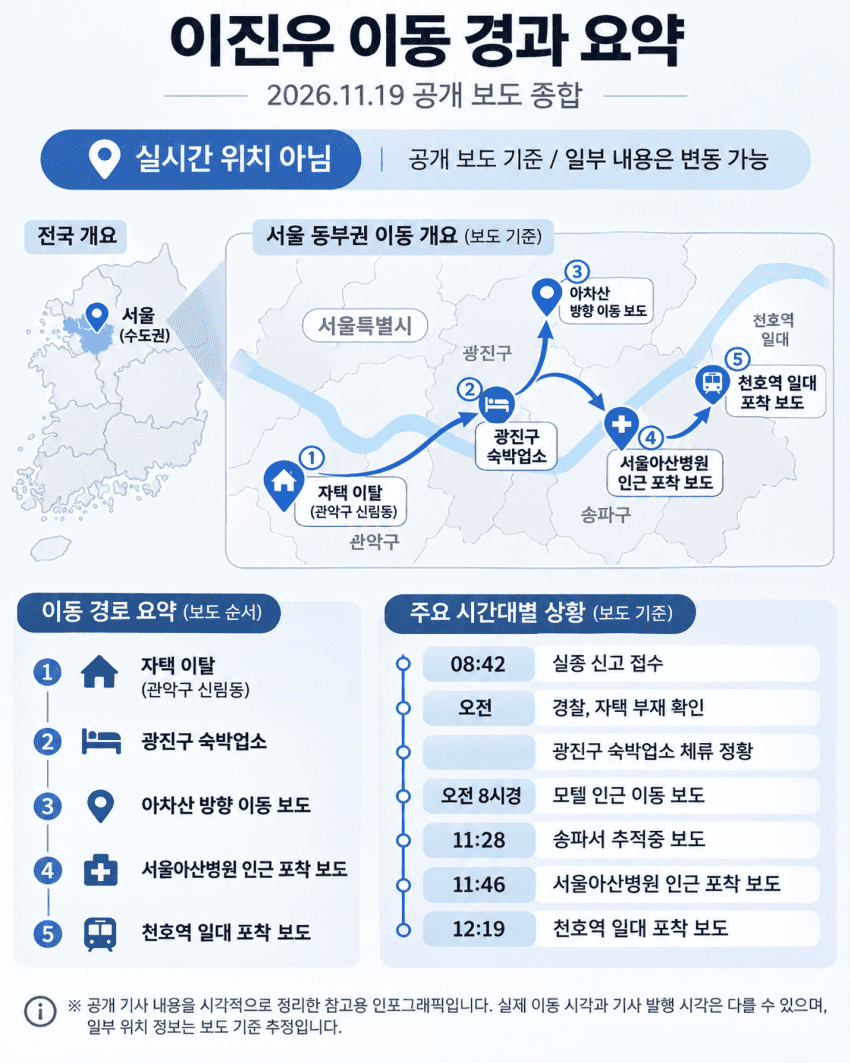 이진우 이동 경과 요약
2026.11.19 공개 보도 종합
실시간 위치 아님
공개 보도 기준 / 일부 내용은 변동 가능
전국 개요
서울
(수도권)
서울 동부권 이동 개요 (보도 기준)
서울특별시
광진구
관악구
송파구
천호역
일대
1
자택 이탈
(관악구 신림동)
2
광진구
숙박업소
3
아차산
방향 이동 보도
4
서울아산병원
인근 포착 보도
5
천호역 일대
포착 보도
이동 경로 요약 (보도 순서)
1 자택 이탈
(관악구 신림동)
2 광진구 숙박업소
3 아차산 방향 이동 보도
4 서울아산병원 인근 포착 보도
5 천호역 일대 포착 보도
주요 시간대별 상황 (보도 기준)
08:42 실종 신고 접수
오전 경찰, 자택 부재 확인
광진구 숙박업소 체류 정황
오전 8시경 모텔 인근 이동 보도
11:28 송파서 추적중 보도
11:46 서울아산병원 인근 포착 보도
12:19 천호역 일대 포착 보도
※ 공개 기사 내용을 시각적으로 정리한 참고용 인포그래픽입니다. 실제 이동 시각과 기사 발행 시각은 다를 수 있으며,
일부 위치 정보는 보도 기준 추정입니다.